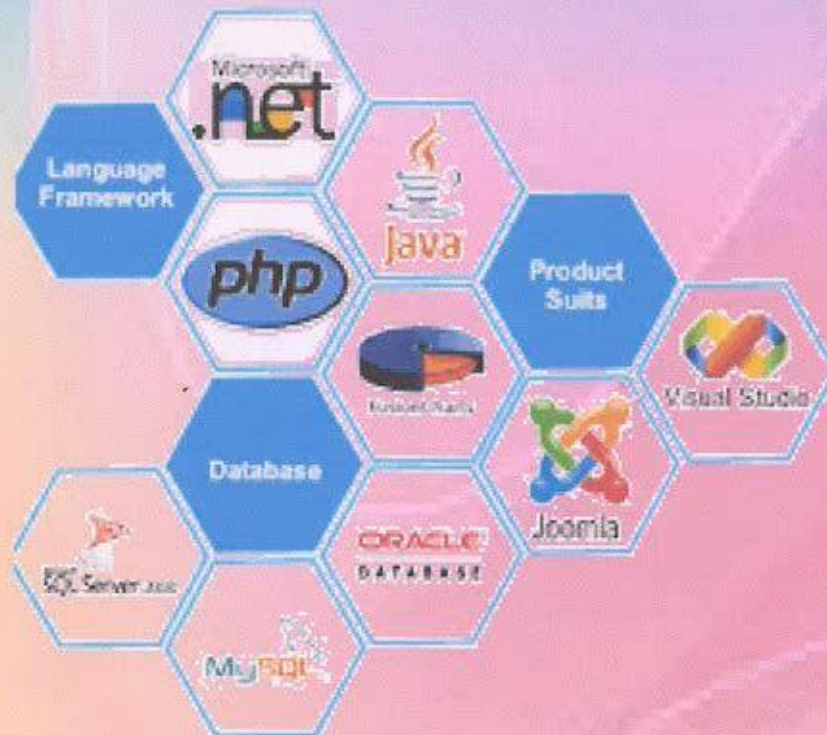 Microsoft
.net
Language
Framework
Java
php
Product
Suits
Visual Studio
Database
Joomla
ORACLE
DATABASE
SQL Server
MySQL